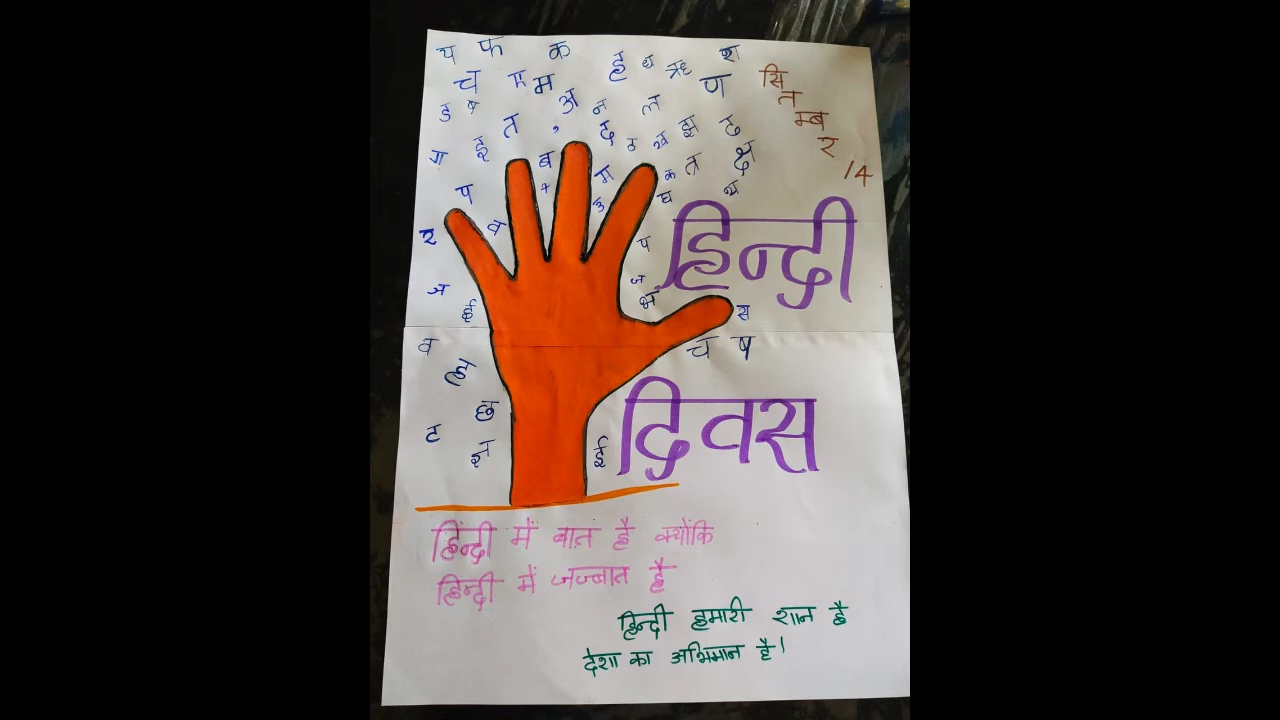 य फ क ह ध ऋ श
च ए म ण
ड ष अ न ल
इ त द ठ ख झ छ
ग ब म क त्र क्ष
प घ थ
र व प
ज ई ज भ स
व च ष
छ
ट झ ई
सितम्बर 14
हिन्दी
दिवस
हिन्दी में बात है क्योंकि
हिन्दी में जज्बात है
हिन्दी हमारी शान है
देश का अभिमान है।